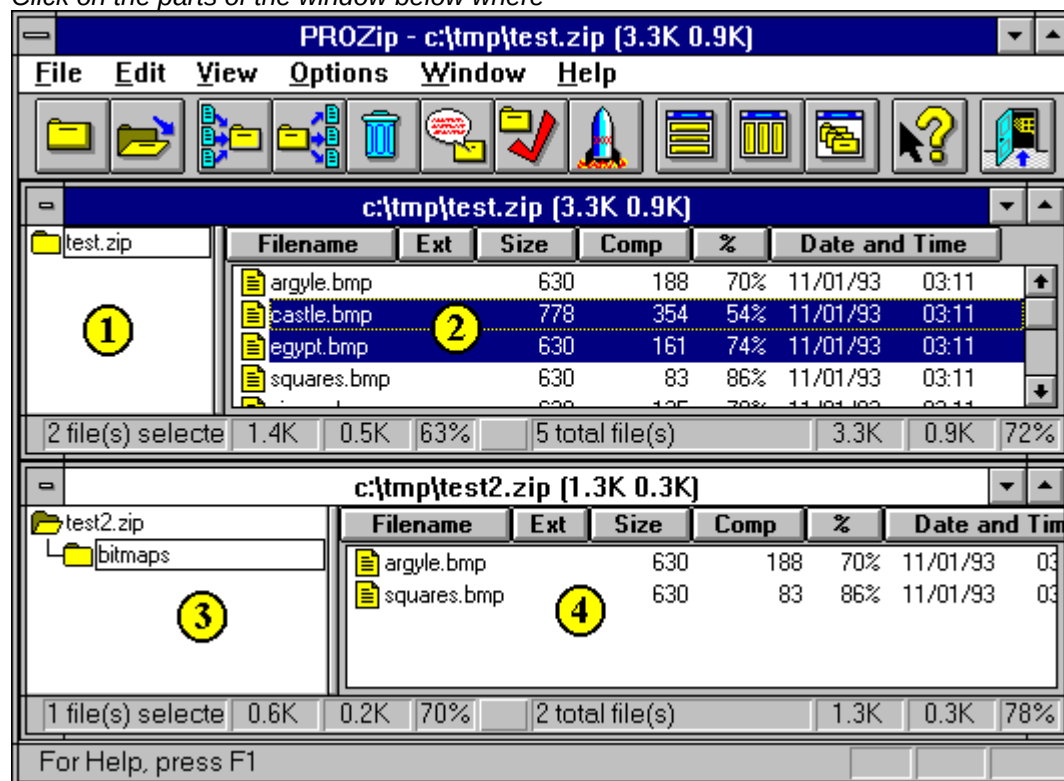 Click on the parts of the window below where
PROZip - c:\tmp\test.zip (3.3K 0.9K)
File Edit View Options Window Help
c:\tmp\test.zip (3.3K 0.9K)
test.zip Filename Ext Size Comp % Date and Time
argyle.bmp 630 188 70% 11/01/93 03:11
1 castle.bmp 2 778 354 54% 11/01/93 03:11
egypt.bmp 630 161 74% 11/01/93 03:11
squares.bmp 630 83 86% 11/01/93 03:11
2 file(s) selecte 1.4K 0.5K 63% 5 total file(s) 3.3K 0.9K 72%
c:\tmp\test2.zip (1.3K 0.3K)
test2.zip Filename Ext Size Comp % Date and Tim
bitmaps argyle.bmp 630 188 70% 11/01/93 03
squares.bmp 630 83 86% 11/01/93 03
3 4
1 file(s) selecte 0.6K 0.2K 70% 2 total file(s) 1.3K 0.3K 78%
For Help, press F1